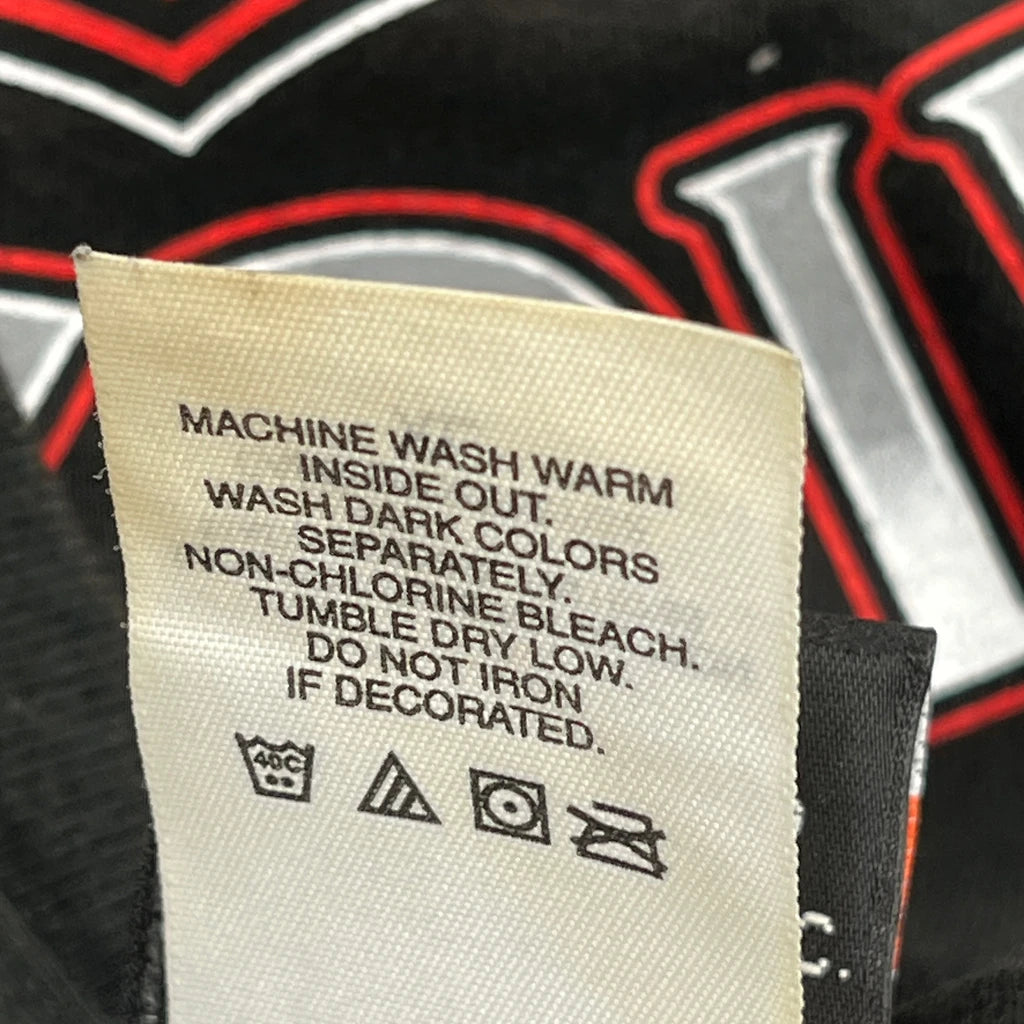 MACHINE WASH WARM
INSIDE OUT.
WASH DARK COLORS
SEPARATELY.
NON-CHLORINE BLEACH.
TUMBLE DRY LOW.
DO NOT IRON
IF DECORATED.
40C